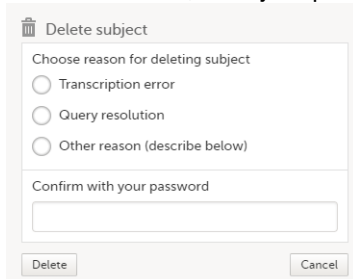 Delete subject
Choose reason for deleting subject
Transcription error
Query resolution
Other reason (describe below)
Confirm with your password
Delete
Cancel